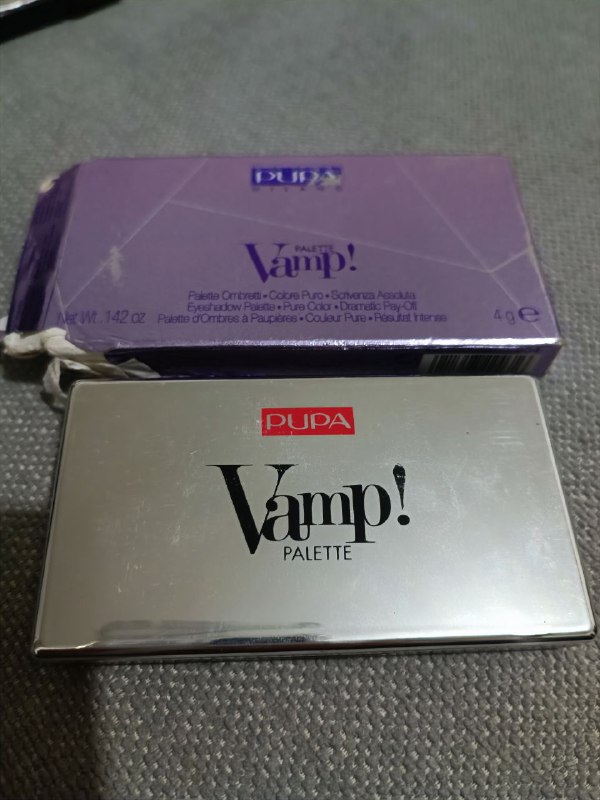 PUPA
MILANO
PALETTE
Vamp!
Palette Ombretti • Colore Puro • Scrivenza Assoluta
Eyeshadow Palette • Pure Color • Dramatic Pay-Off
Net Wt. .142 oz Palette d'Ombres à Paupières • Couleur Pure • Résultat Intense 4 g ℮
PUPA
Vamp!
PALETTE